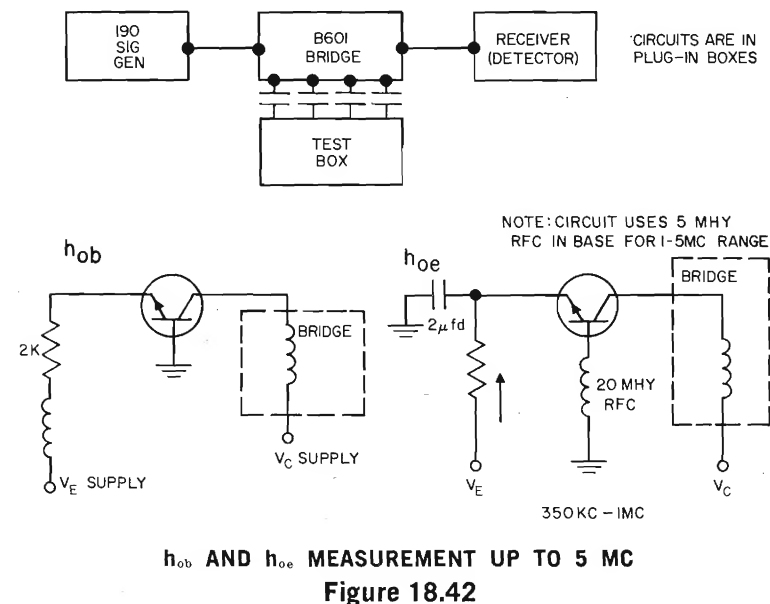 190
SIG
GEN
B601
BRIDGE
RECEIVER
(DETECTOR)
CIRCUITS ARE IN
PLUG-IN BOXES
TEST
BOX
NOTE: CIRCUIT USES 5 MHY
RFC IN BASE FOR 1-5MC RANGE
hob
2K
BRIDGE
VC SUPPLY
VE SUPPLY
hoe
2μfd
BRIDGE
20 MHY
RFC
VE
VC
350KC-1MC
hob AND hoe MEASUREMENT UP TO 5 MC
Figure 18.42